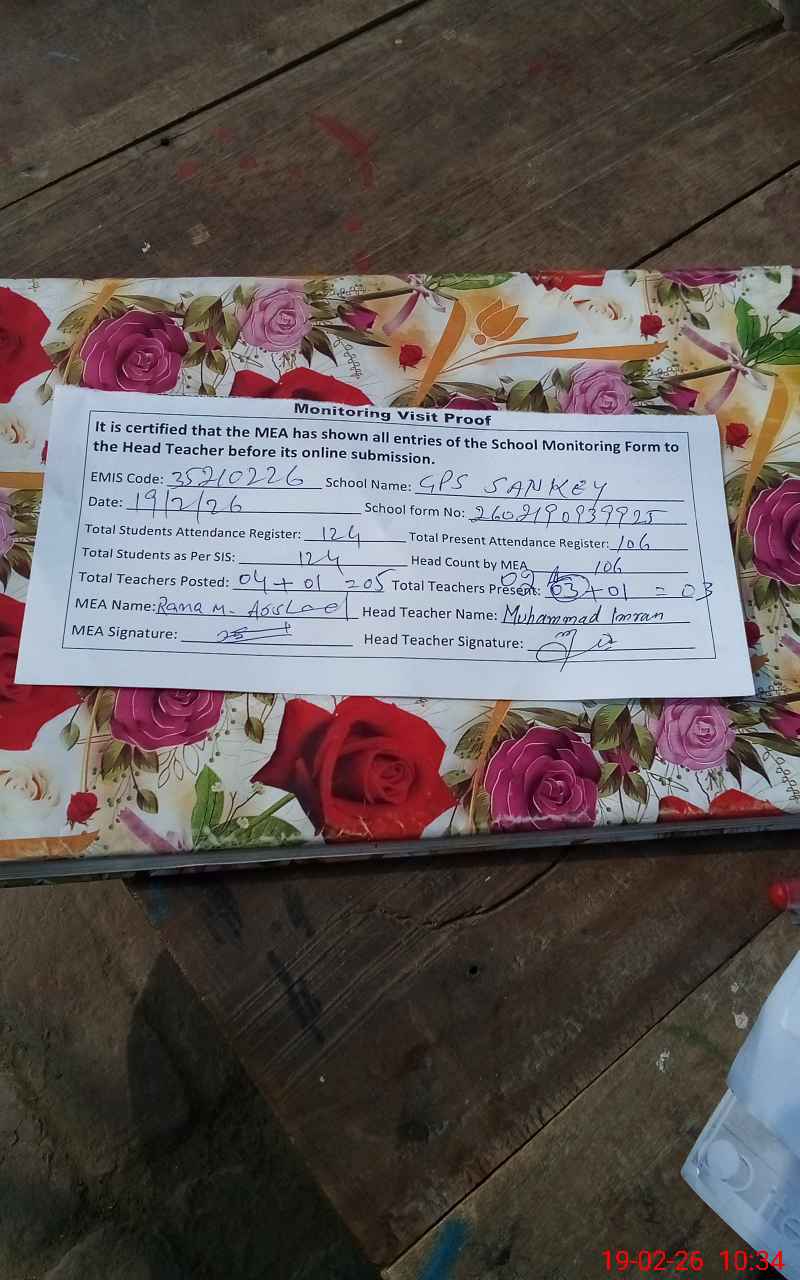 Monitoring Visit Proof
It is certified that the MEA has shown all entries of the School Monitoring Form to
the Head Teacher before its online submission.
EMIS Code: 35210226 School Name: GPS SANKEY
Date: 19/2/26 School form No: 2602190939925
Total Students Attendance Register: 124 Total Present Attendance Register: 106
Total Students as Per SIS: 124 Head Count by MEA 106
Total Teachers Posted: 04 + 01 = 05 Total Teachers Present: 02 03 + 01 = 03
MEA Name: Rana M. Head Teacher Name: Muhammad Imran
MEA Signature: Head Teacher Signature:
19-02-26 10:34